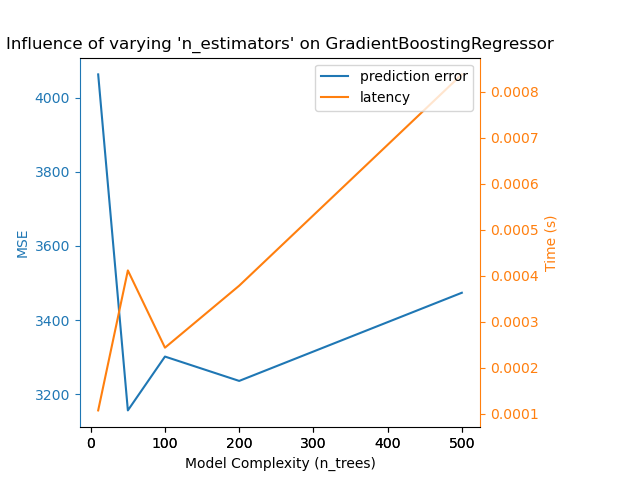 Influence of varying 'n_estimators' on GradientBoostingRegressor
prediction error
latency
4000
3800
3600
3400
3200
MSE
0.0008
0.0007
0.0006
0.0005
0.0004
0.0003
0.0002
0.0001
Time (s)
0 100 200 300 400 500
Model Complexity (n_trees)